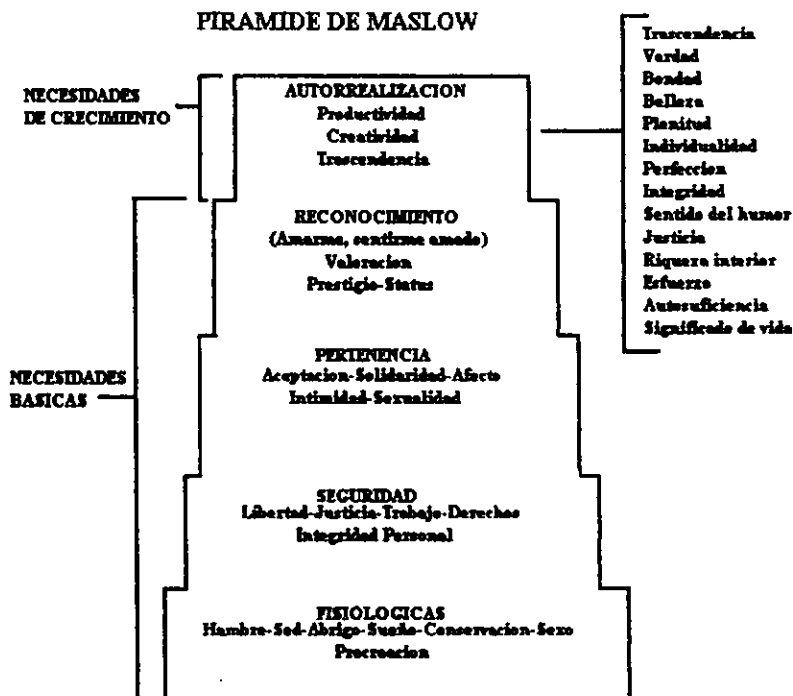 PIRAMIDE DE MASLOW
NECESIDADES
DE CRECIMIENTO
AUTORREALIZACION
Productividad
Creatividad
Trascendencia
Trascendencia
Verdad
Bondad
Belleza
Plenitud
Individualidad
Perfeccion
Integridad
Sentido del humor
Justicia
Riqueza interior
Esfuerzo
Autosuficiencia
Significado de vida
RECONOCIMIENTO
(Amarme, sentirme amado)
Valoracion
Prestigio-Status
NECESIDADES
BASICAS
PERTENENCIA
Aceptacion-Solidaridad-Afecto
Intimidad-Sexualidad
SEGURIDAD
Libertad-Justicia-Trabajo-Derechos
Integridad Personal
FISIOLOGICAS
Hambre-Sed-Abrigo-Sueño-Conservacion-Sexo
Procreacion